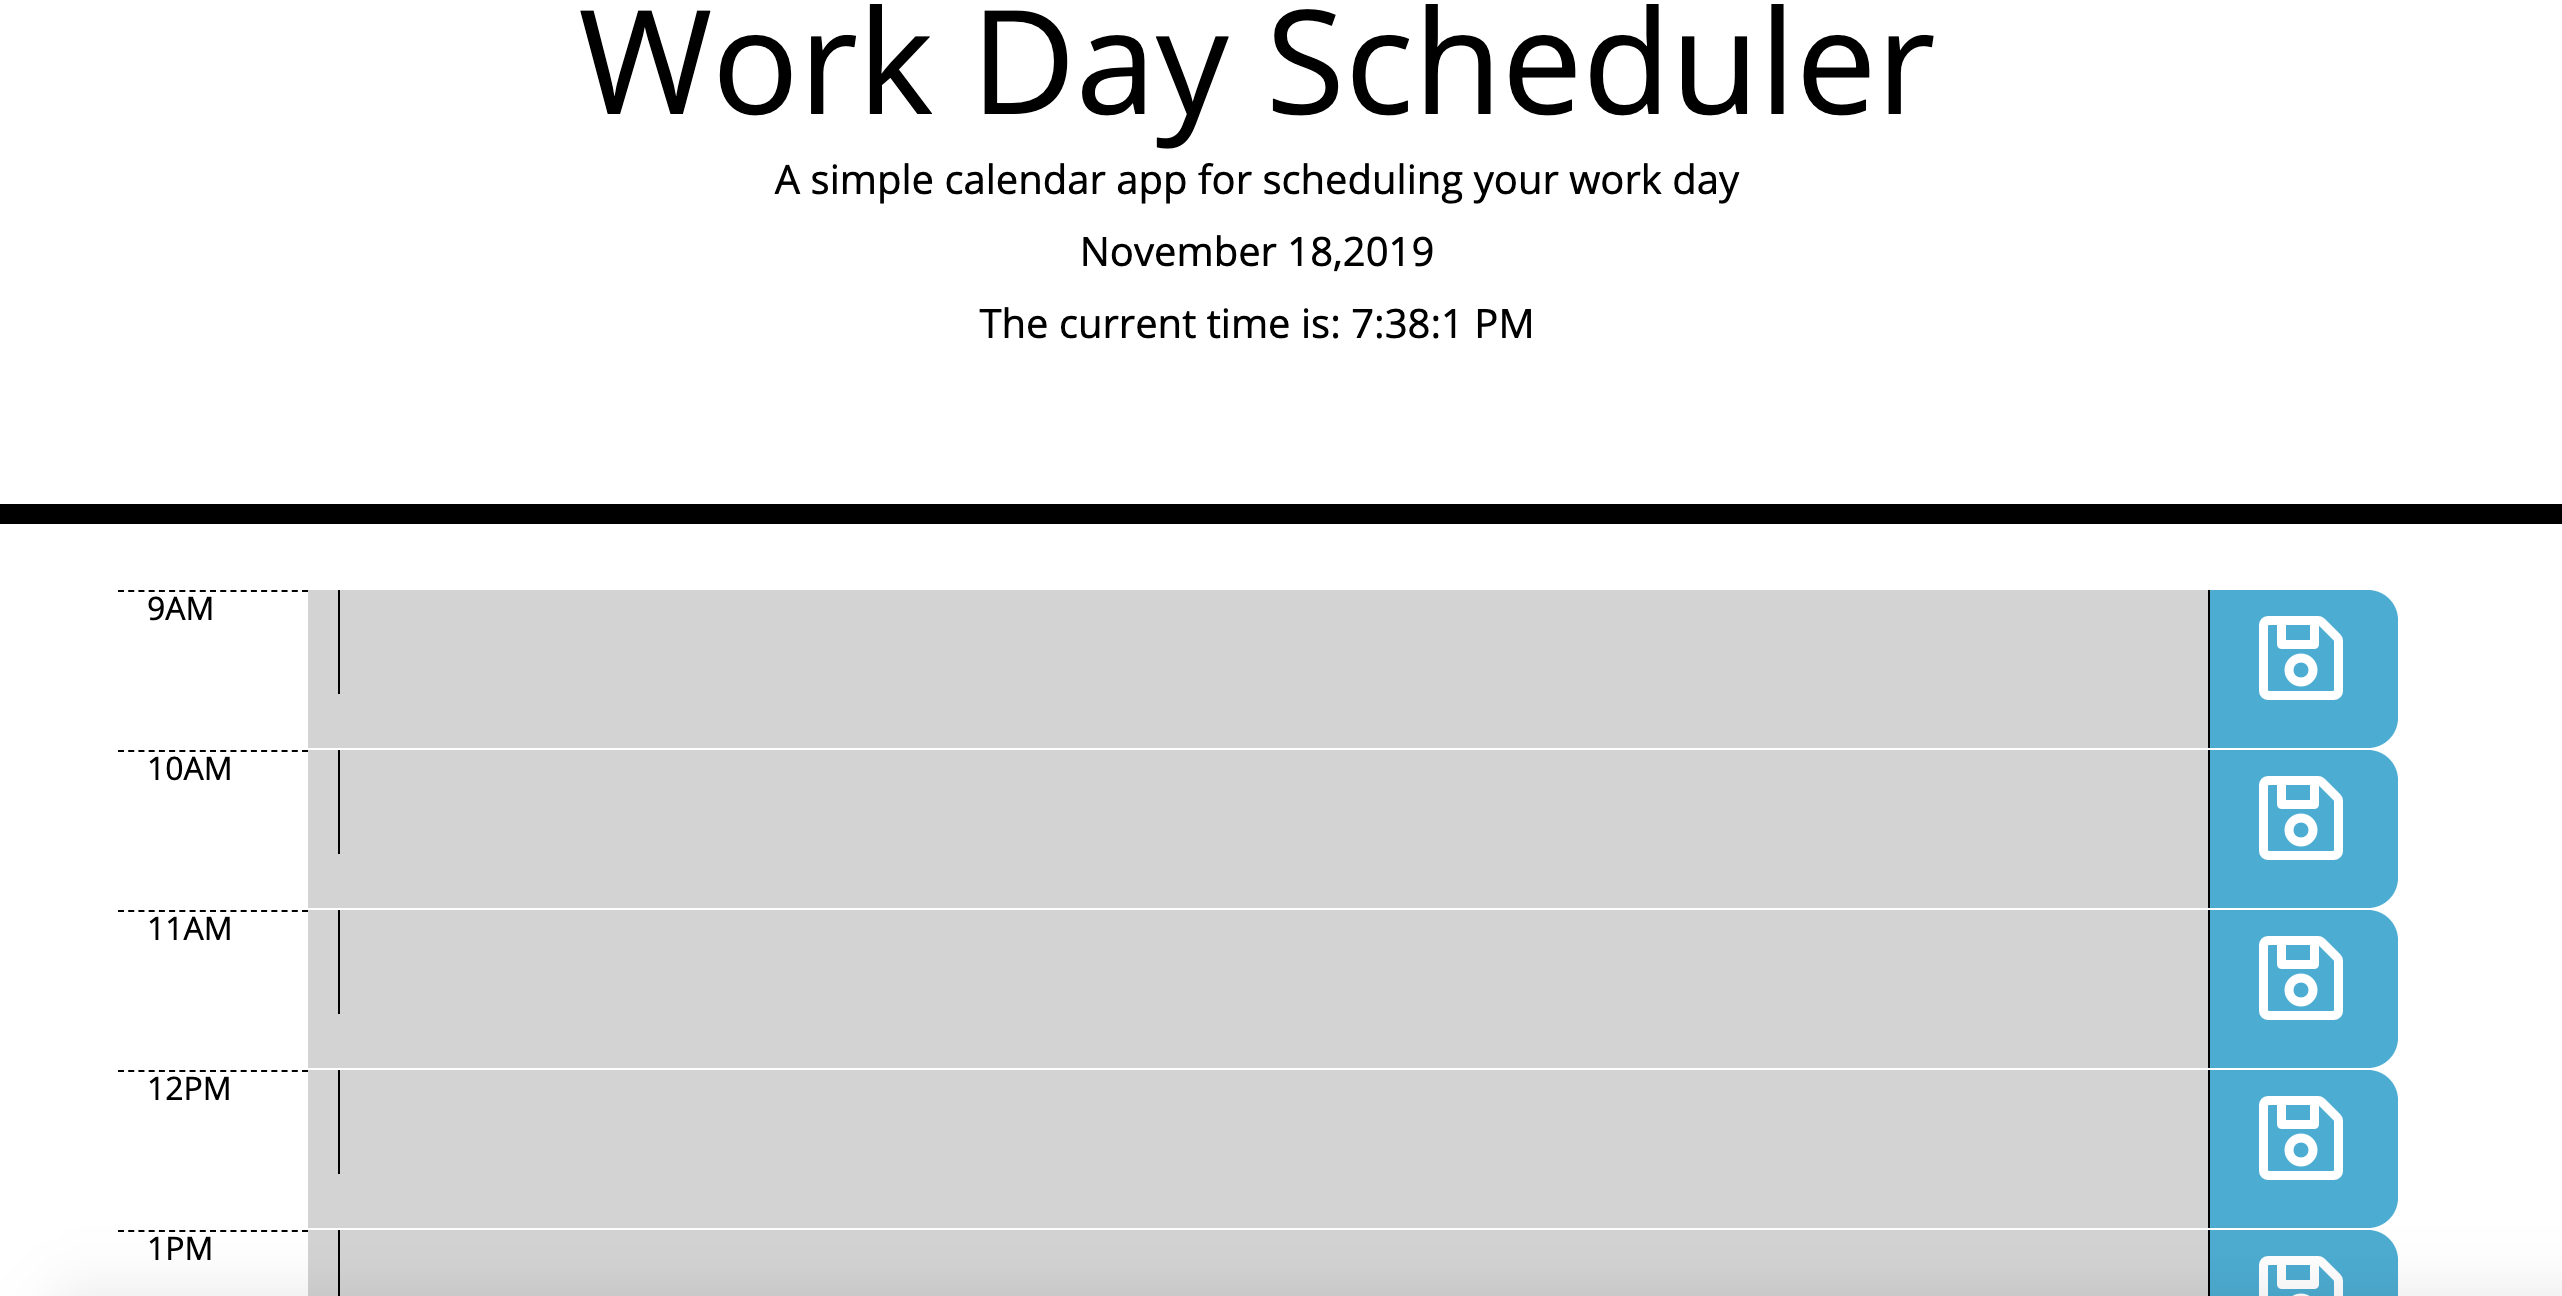 Work Day Scheduler
A simple calendar app for scheduling your work day
November 18,2019
The current time is: 7:38:1 PM
9AM
10AM
11AM
12PM
1PM